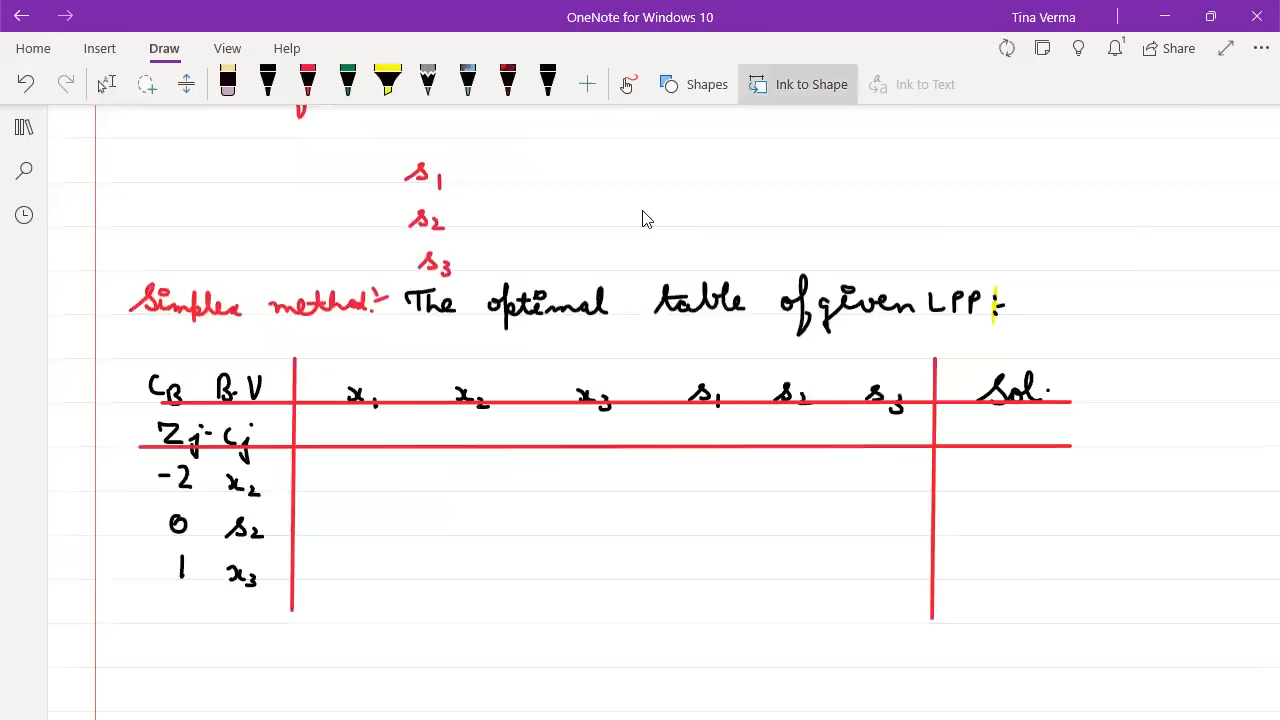 OneNote for Windows 10
Tina Verma
Home Insert Draw View Help
1
Share
Shapes
Ink to Shape
Ink to Text
s1
s2
s3
Simplex method:- The optimal table of given LPP :-
CB B.V x1 x2 x3 s1 s2 s3 Sol.
Zj-Cj
-2 x2
0 s2
1 x3